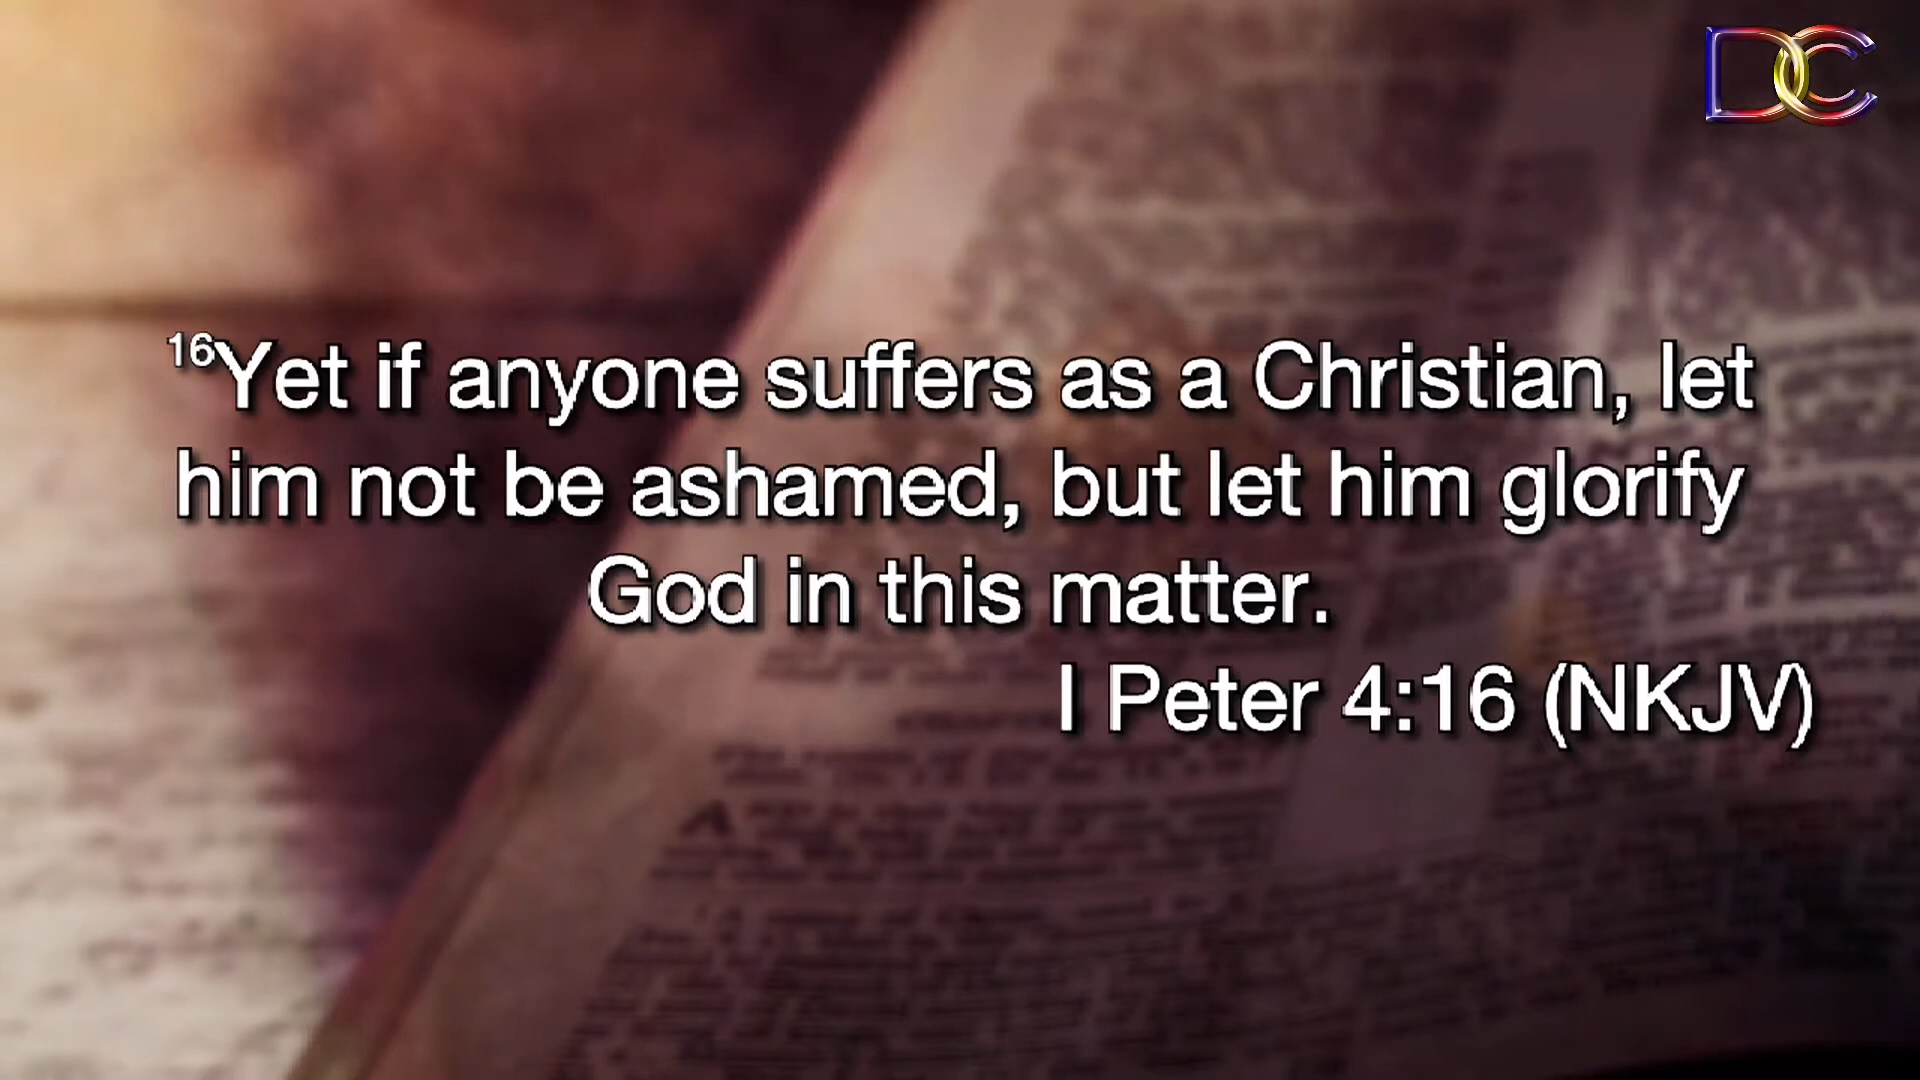 DC
16Yet if anyone suffers as a Christian, let
him not be ashamed, but let him glorify
God in this matter.
I Peter 4:16 (NKJV)